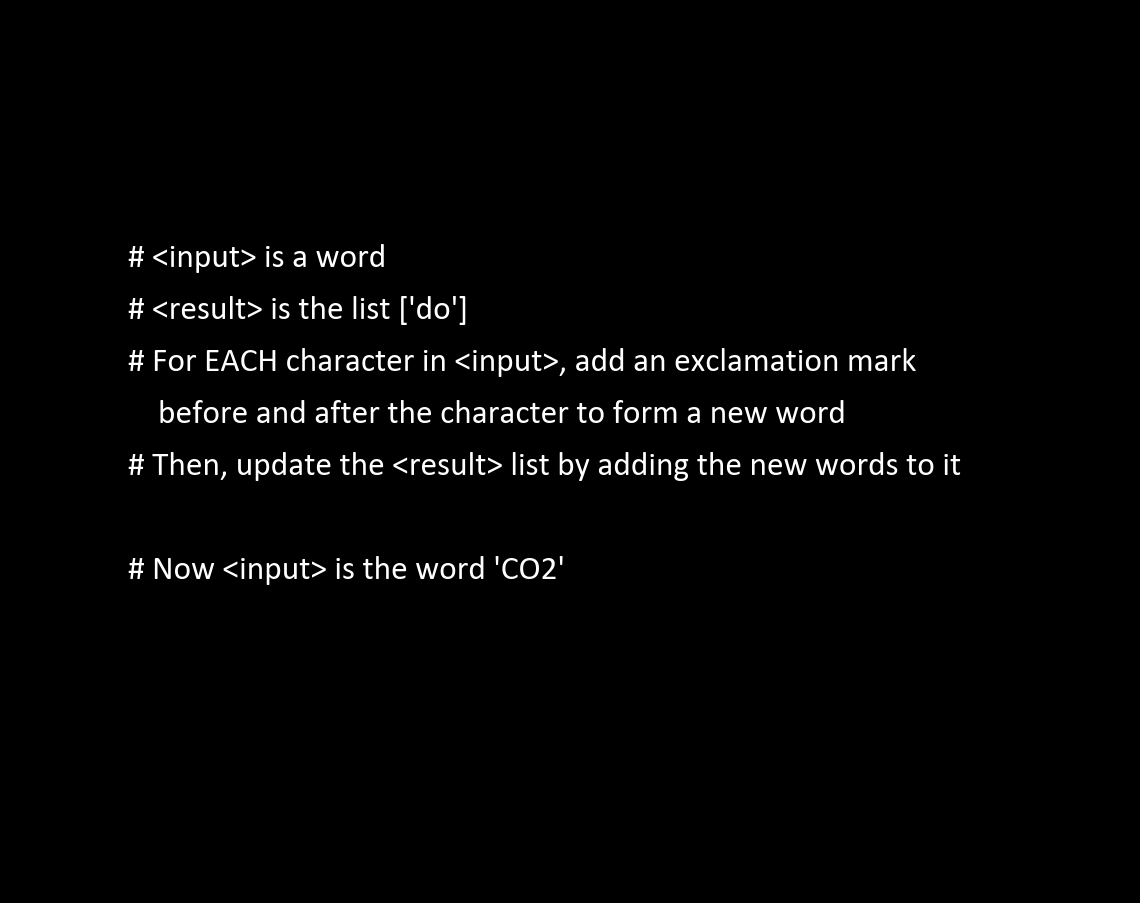 # <input> is a word
# <result> is the list ['do']
# For EACH character in <input>, add an exclamation mark
before and after the character to form a new word
# Then, update the <result> list by adding the new words to it
# Now <input> is the word 'CO2'